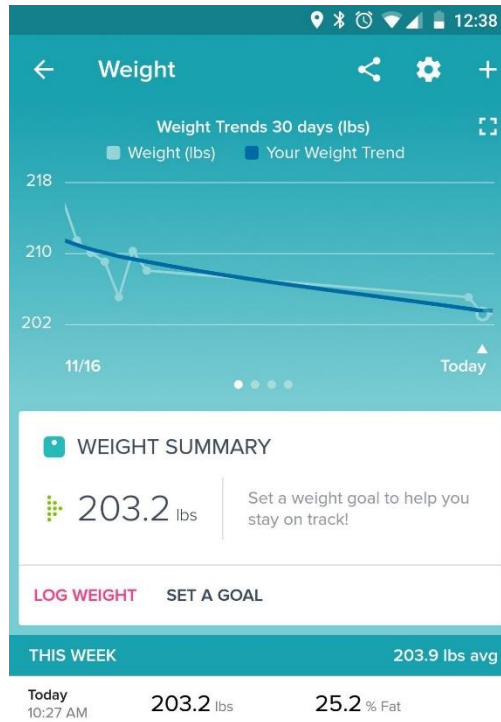 12:38
Weight
Weight Trends 30 days (lbs)
Weight (lbs) Your Weight Trend
218
210
202
11/16 Today
WEIGHT SUMMARY
203.2 lbs
Set a weight goal to help you
stay on track!
LOG WEIGHT SET A GOAL
THIS WEEK 203.9 lbs avg
Today
10:27 AM
203.2 lbs 25.2 % Fat